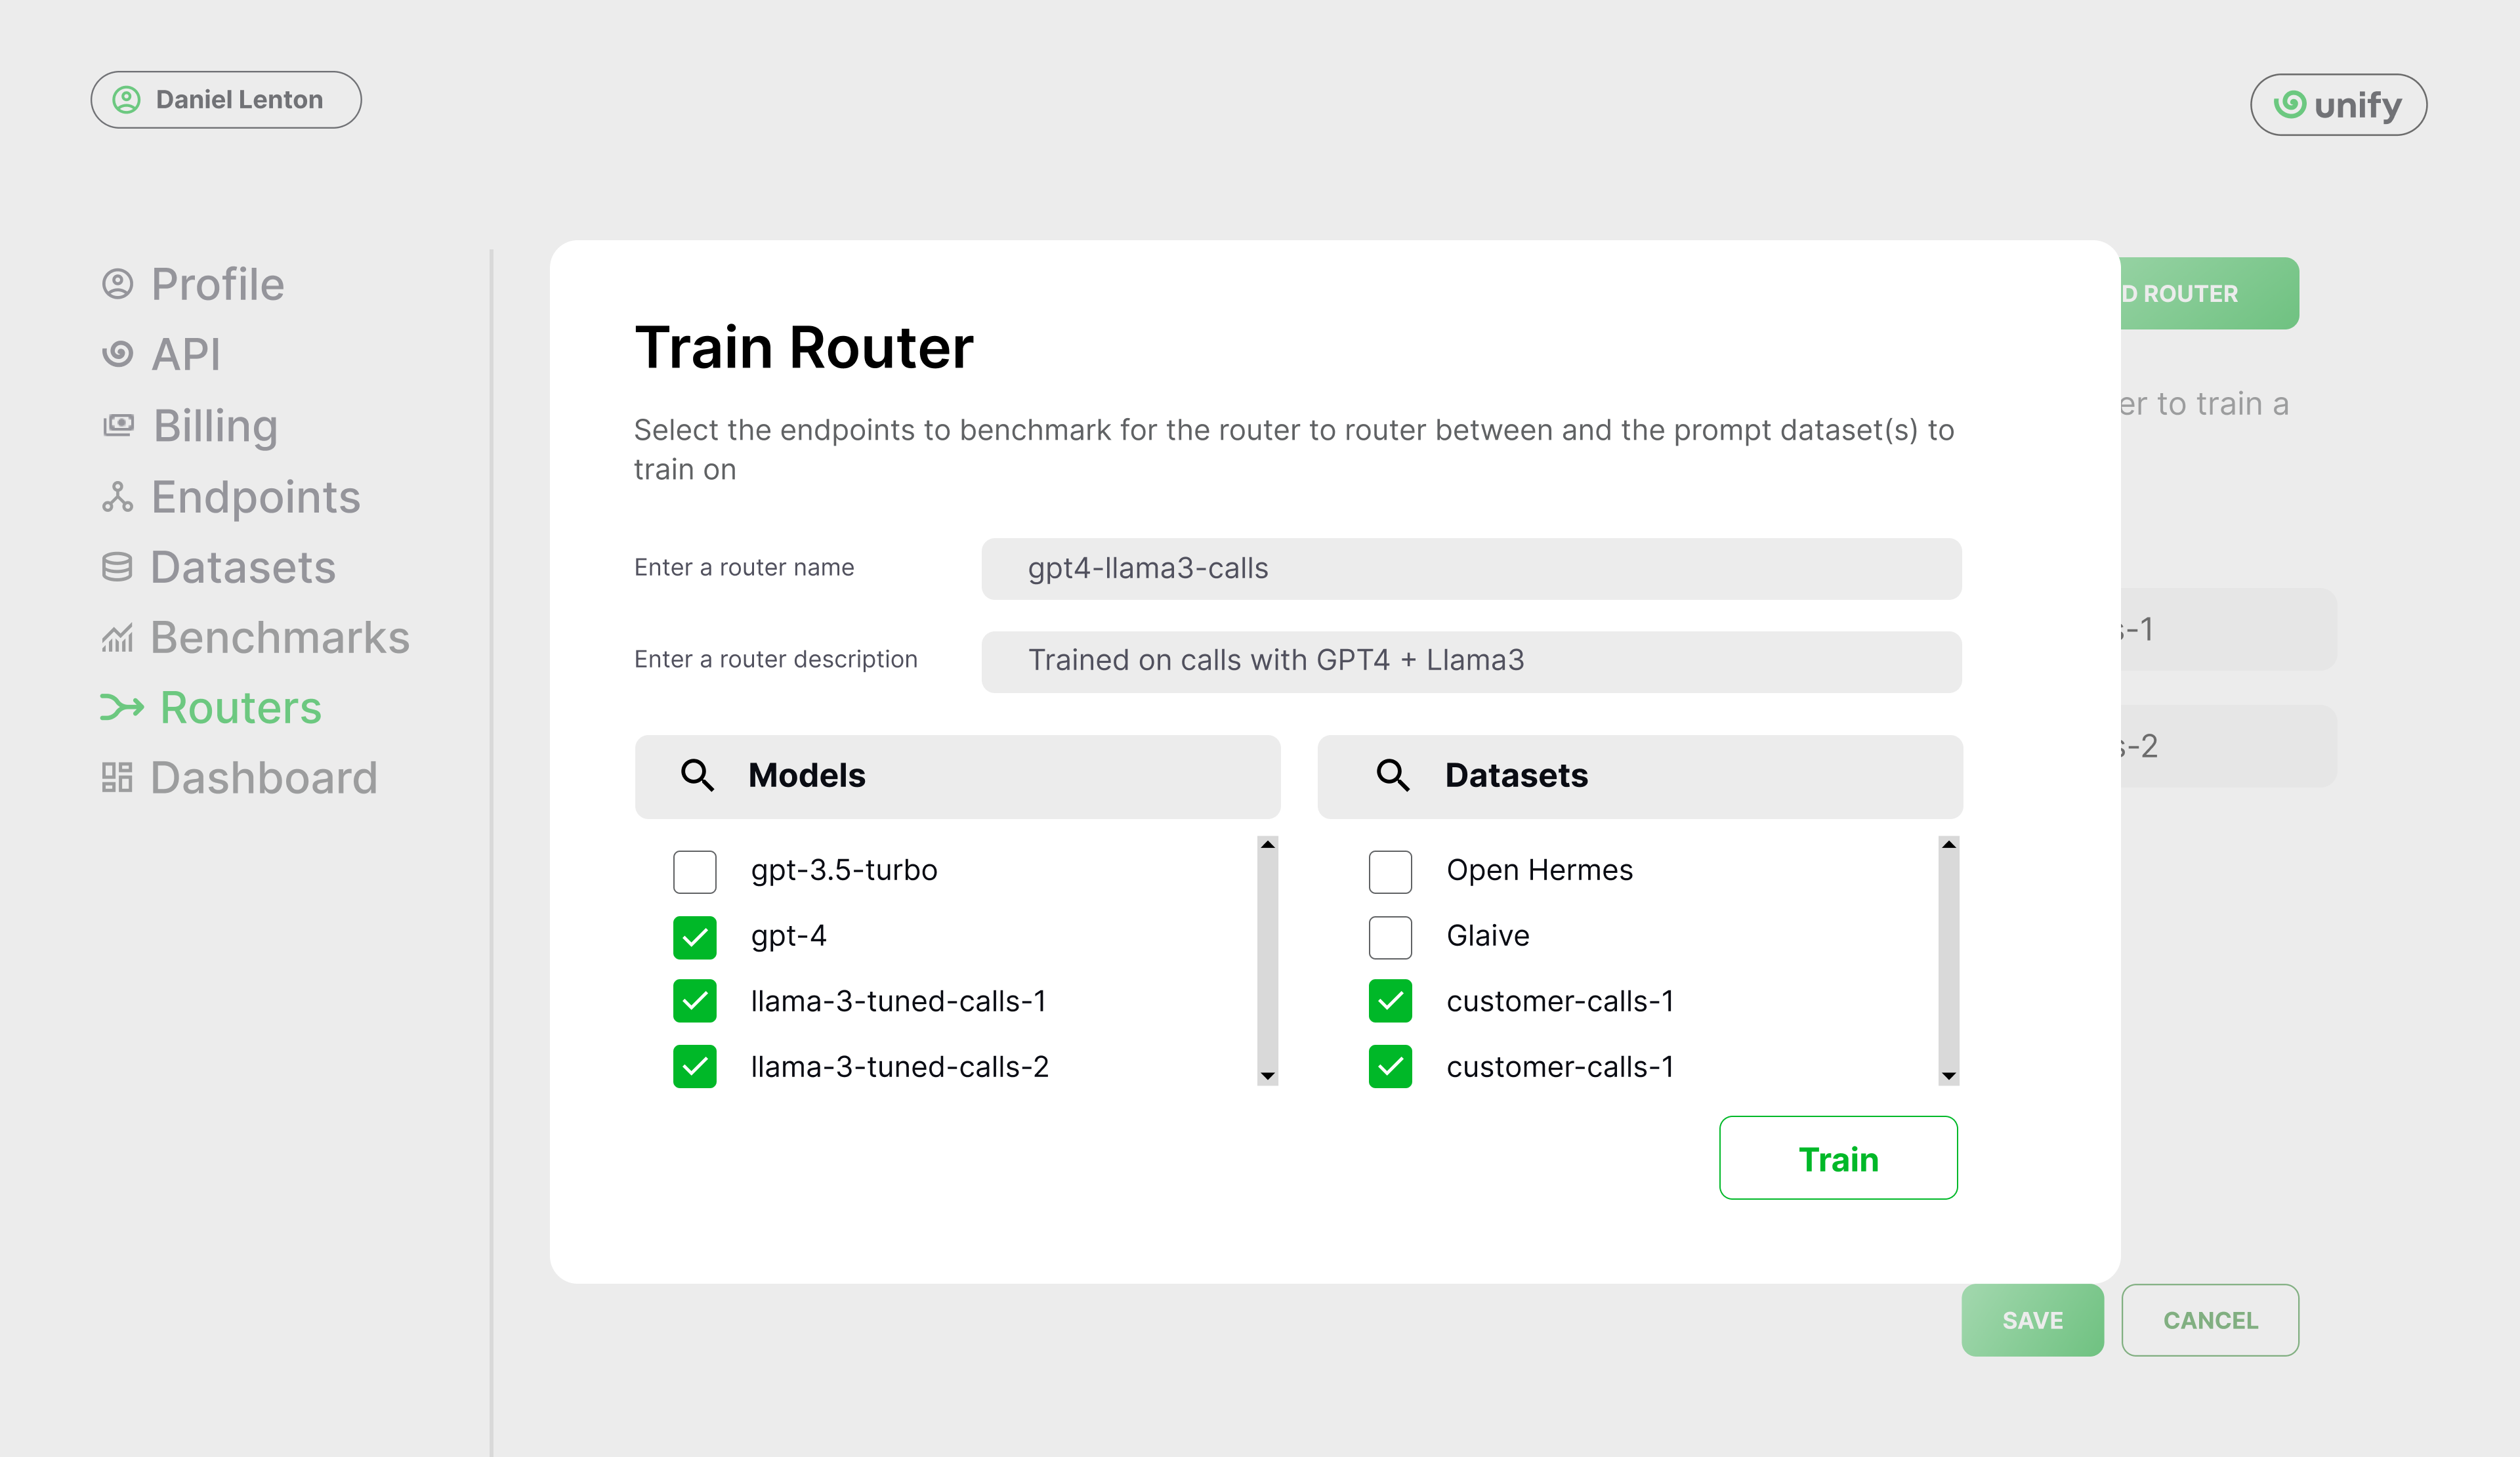 Daniel Lenton
unify
Profile
API
Billing
Endpoints
Datasets
Benchmarks
Routers
Dashboard
D ROUTER
er to train a
s-1
s-2
Train Router
Select the endpoints to benchmark for the router to router between and the prompt dataset(s) to
train on
Enter a router name
gpt4-llama3-calls
Enter a router description
Trained on calls with GPT4 + Llama3
Models
gpt-3.5-turbo
gpt-4
llama-3-tuned-calls-1
llama-3-tuned-calls-2
Datasets
Open Hermes
Glaive
customer-calls-1
customer-calls-1
Train
SAVE
CANCEL